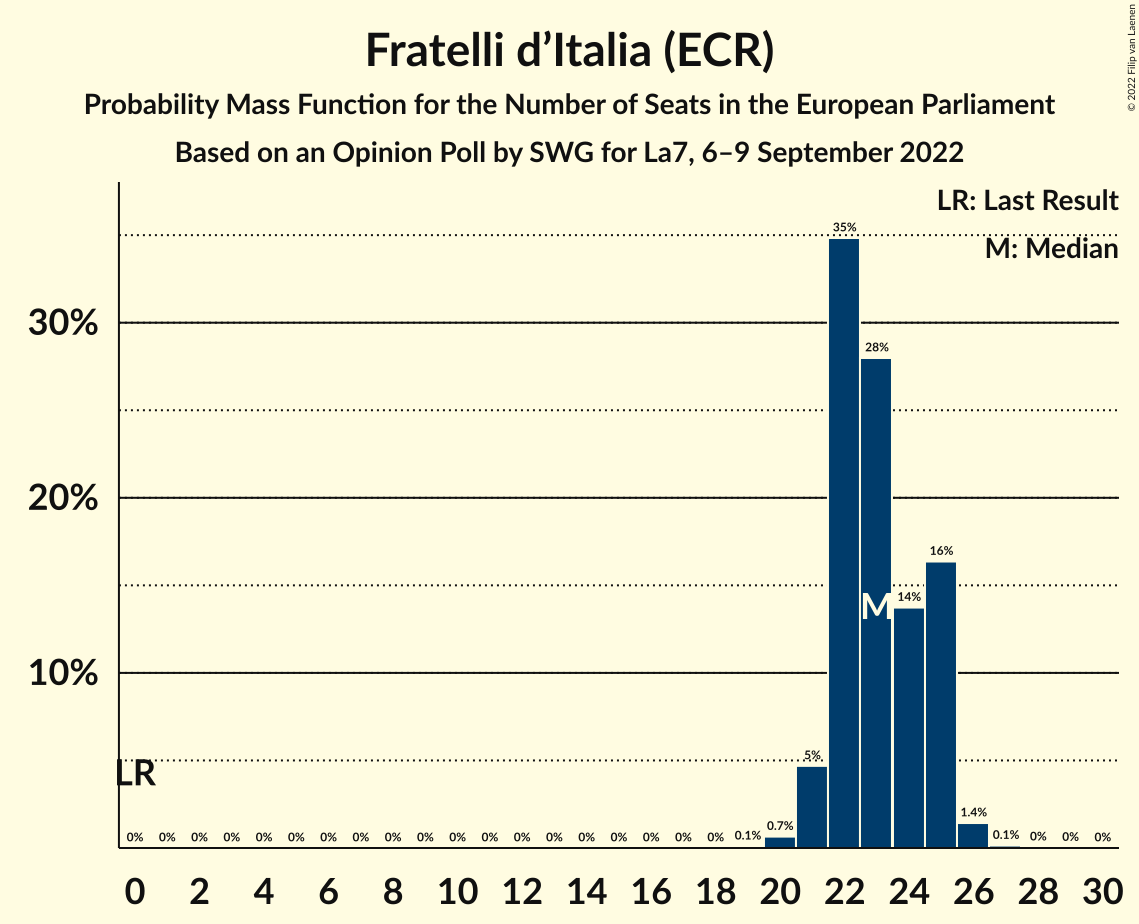 Fratelli d’Italia (ECR)
Probability Mass Function for the Number of Seats in the European Parliament
Based on an Opinion Poll by SWG for La7, 6–9 September 2022
© 2022 Filip van Laenen
LR: Last Result
M: Median
35%
30%
28%
20%
16%
14%
M
10%
5%
LR
0% 0% 0% 0% 0% 0% 0% 0% 0% 0% 0% 0% 0% 0% 0% 0% 0% 0% 0% 0.1% 0.7% 1.4% 0.1% 0% 0% 0%
0 2 4 6 8 10 12 14 16 18 20 22 24 26 28 30